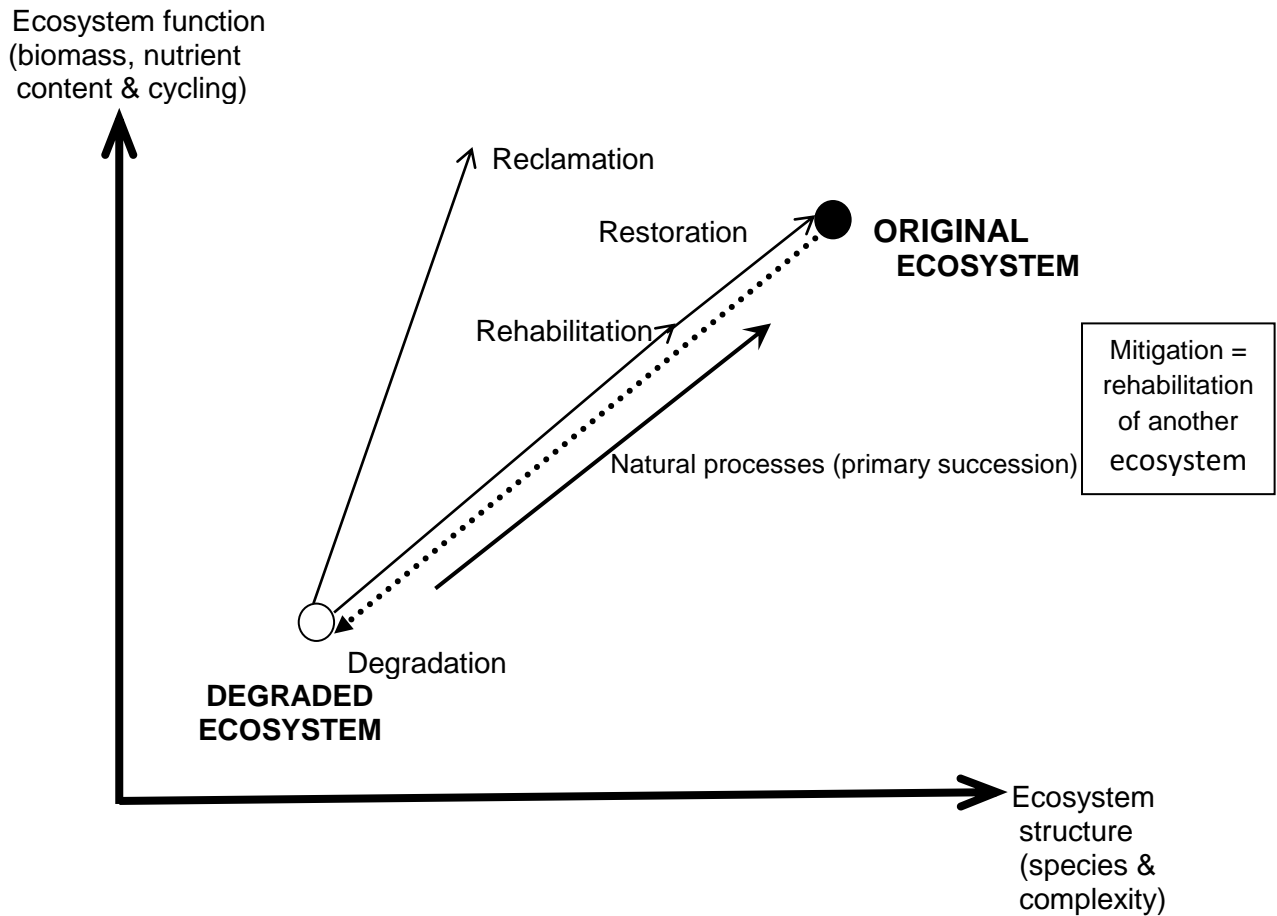 Ecosystem function
(biomass, nutrient
content & cycling)
Reclamation
Restoration
ORIGINAL
ECOSYSTEM
Rehabilitation
Mitigation =
rehabilitation
of another
ecosystem
Natural processes (primary succession)
Degradation
DEGRADED
ECOSYSTEM
Ecosystem
structure
(species &
complexity)